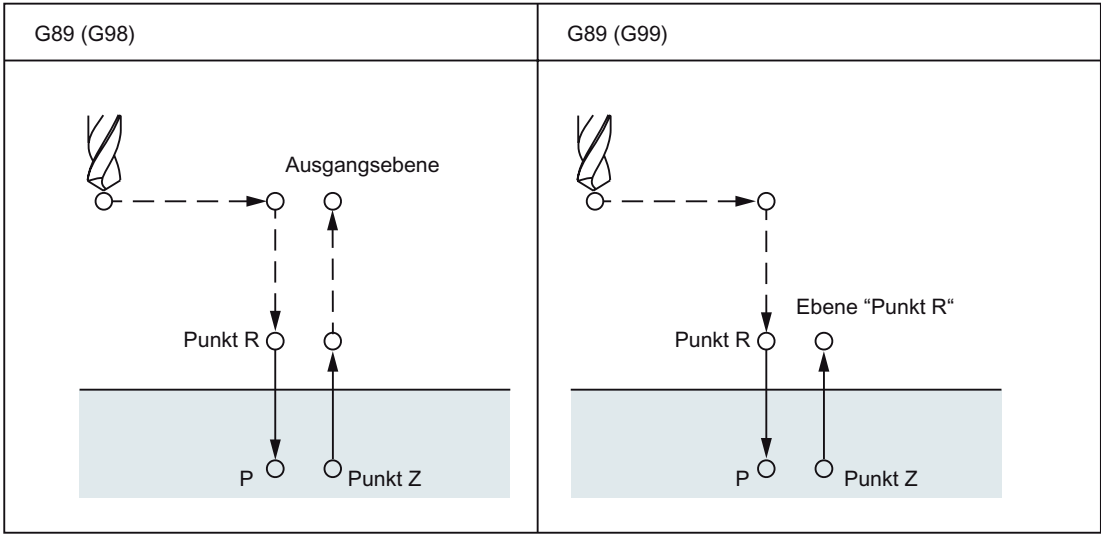 G89 (G98)
G89 (G99)
Ausgangsebene
Punkt R
P
Punkt Z
Ebene “Punkt R“
Punkt R
P
Punkt Z